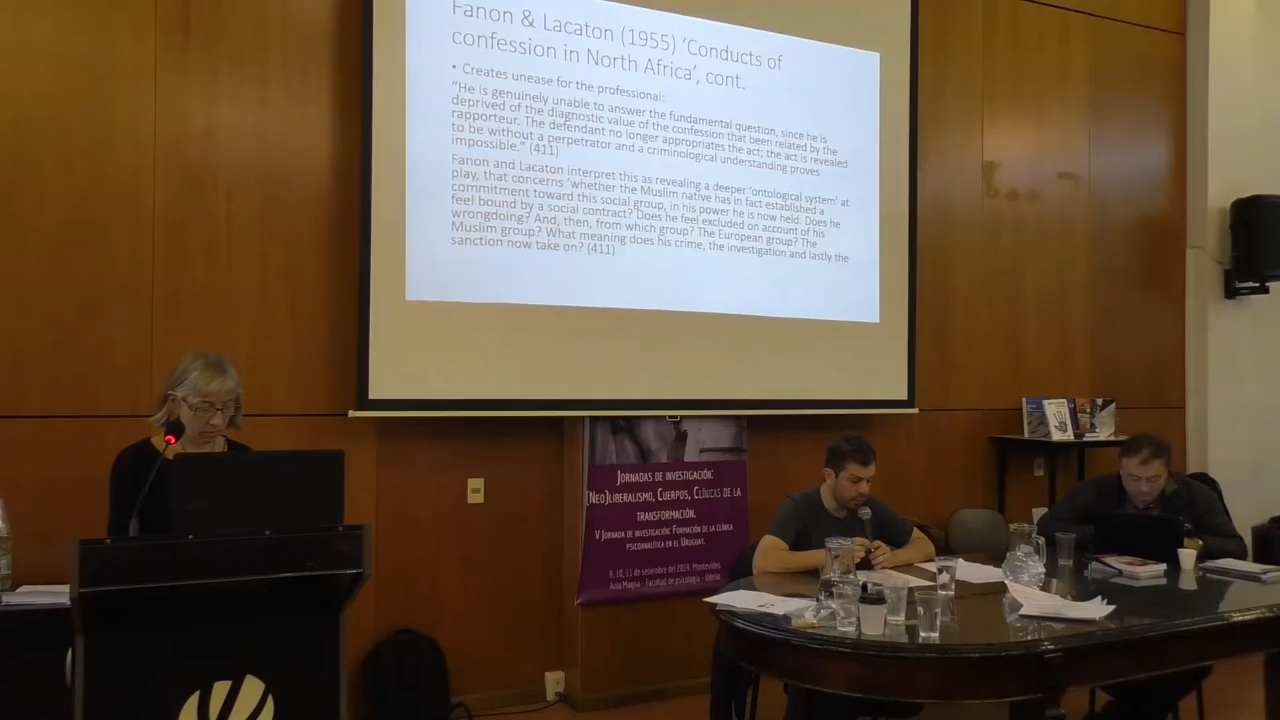 Fanon & Lacaton (1955) ‘Conducts of
confession in North Africa’, cont.
• Creates unease for the professional:
“He is genuinely unable to answer the fundamental question, since he is
deprived of the diagnostic value of the confession that been related by the
rapporteur. The defendant no longer appropriates the act; the act is revealed
to be without a perpetrator and a criminological understanding proves
impossible.” (411)
Fanon and Lacaton interpret this as revealing a deeper ‘ontological system’ at
play, that concerns ‘whether the Muslim native has in fact established a
commitment toward this social group, in his power he is now held. Does he
feel bound by a social contract? Does he feel excluded on account of his
wrongdoing? And, then, from which group? The European group? The
Muslim group? What meaning does his crime, the investigation and lastly the
sanction now take on? (411)
Jornadas de investigación:
(Neo)liberalismo, Cuerpos, Clínicas de la
transformación.
V Jornada de investigación: Formación de la clínica
psicoanalítica en el Uruguay.
9, 10, 11 de setiembre del 2019, Montevideo.
Aula Magna - Facultad de psicología - Udelar